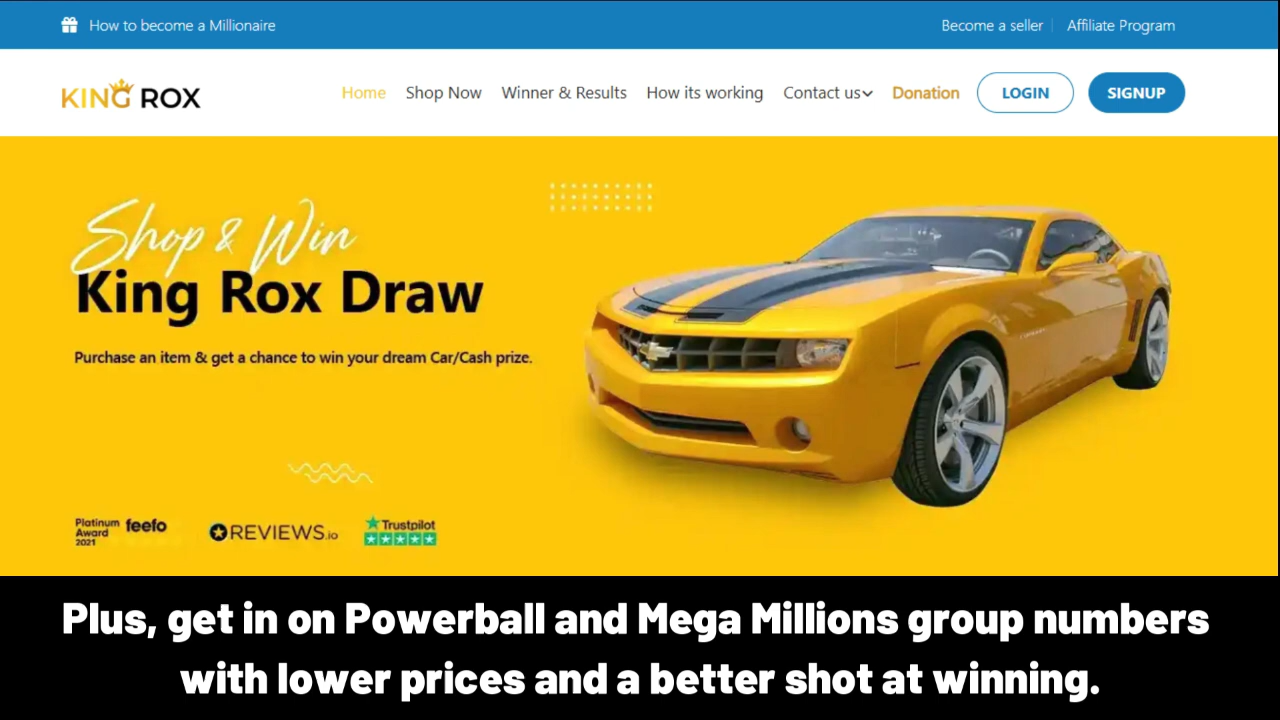 How to become a Millionaire
Become a seller
Affiliate Program
KING ROX
Home
Shop Now
Winner & Results
How its working
Contact us
Donation
LOGIN
SIGNUP
Shop & Win
King Rox Draw
Purchase an item & get a chance to win your dream Car/Cash prize.
Platinum
Award
2021
feefo
REVIEWS.io
Trustpilot
Plus, get in on Powerball and Mega Millions group numbers
with lower prices and a better shot at winning.